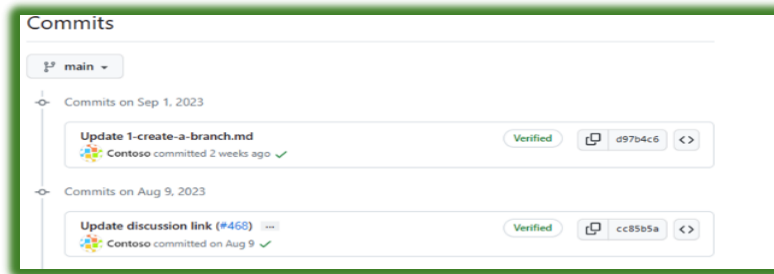 Commits
main
Commits on Sep 1, 2023
Update 1-create-a-branch.md
Verified
d97b4c6
<>
Contoso committed 2 weeks ago
Commits on Aug 9, 2023
Update discussion link (#468) ...
Verified
cc85b5a
<>
Contoso committed on Aug 9